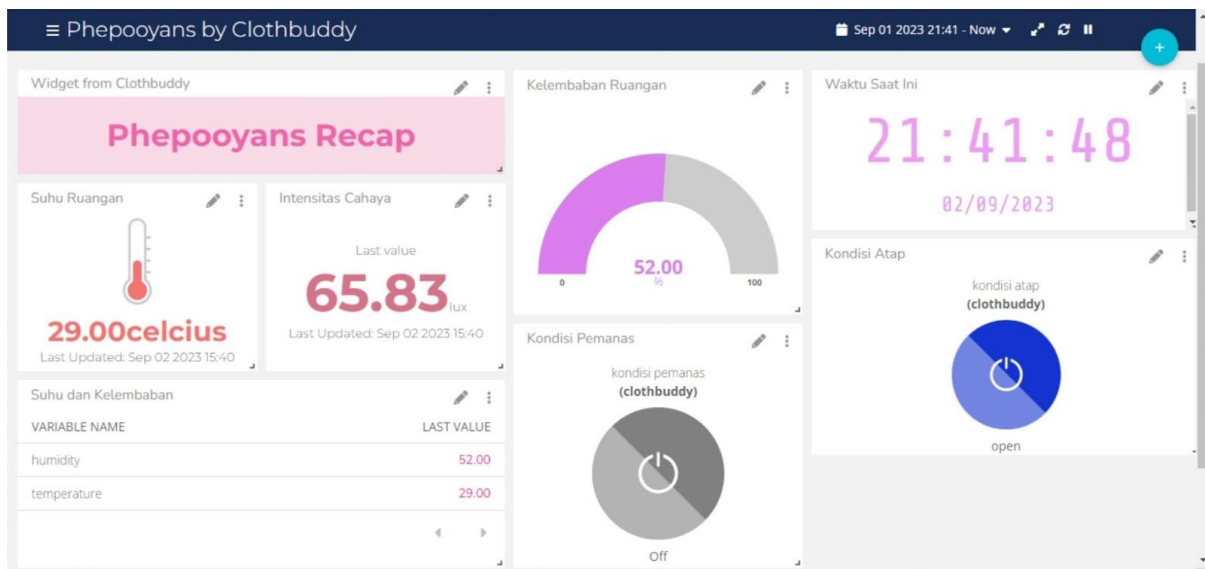 ≡ Phepooyans by Clothbuddy
Sep 01 2023 21:41 - Now
+
Widget from Clothbuddy
Phepooyans Recap
Suhu Ruangan
29.00celcius
Last Updated: Sep 02 2023 15:40
Intensitas Cahaya
Last value
65.83lux
Last Updated: Sep 02 2023 15:40
Suhu dan Kelembaban
VARIABLE NAME LAST VALUE
humidity 52.00
temperature 29.00
Kelembaban Ruangan
52.00
%
0 100
Kondisi Pemanas
kondisi pemanas
(clothbuddy)
Off
Waktu Saat Ini
21:41:48
02/09/2023
Kondisi Atap
kondisi atap
(clothbuddy)
open